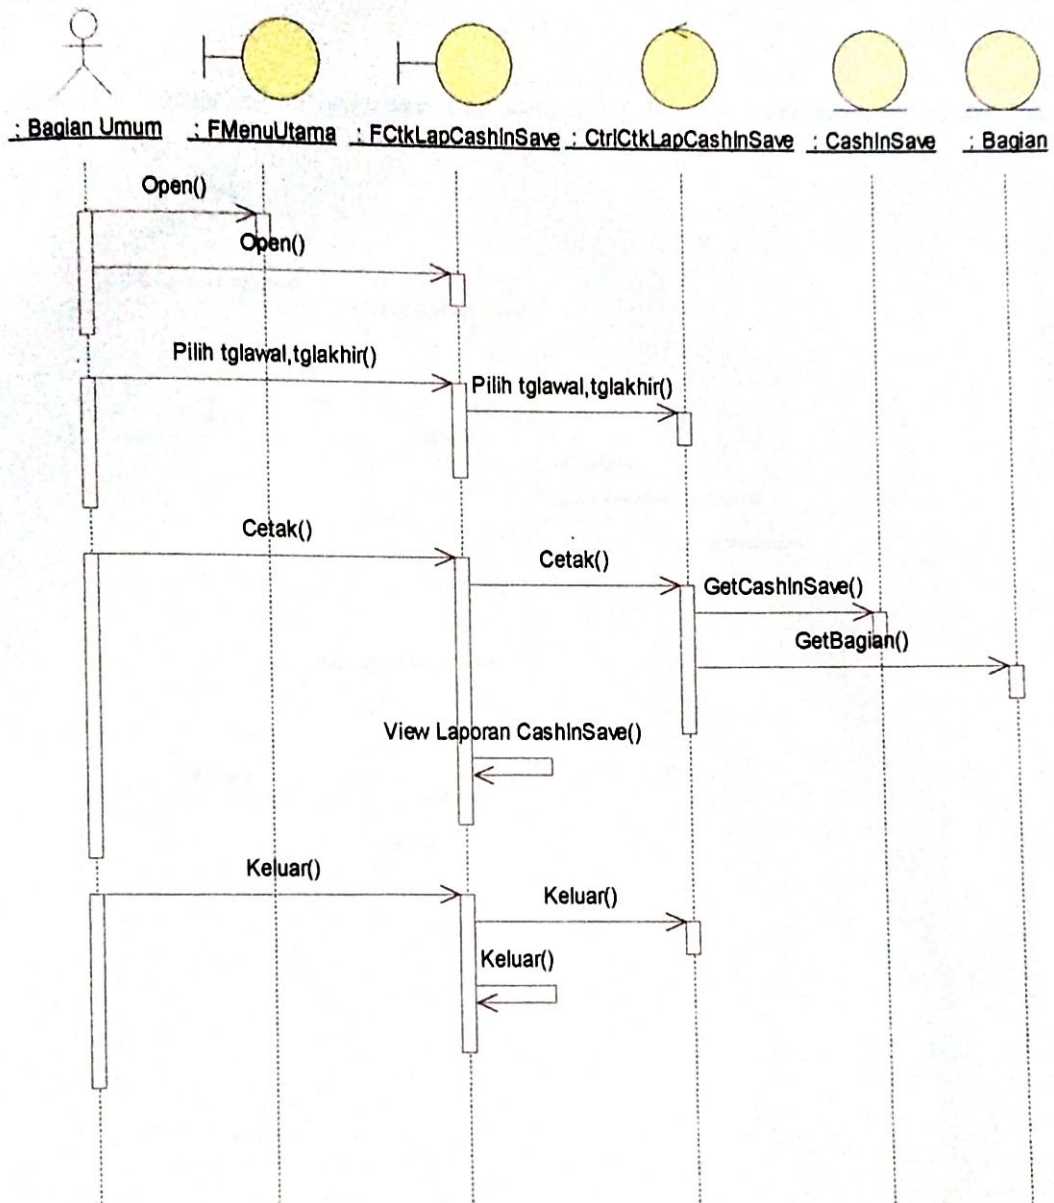 : Bagian Umum
: FMenuUtama
: FCtkLapCashInSave
: CtrlCtkLapCashInSave
: CashInSave
: Bagian
Open()
Open()
Pilih tglawal,tglakhir()
Pilih tglawal,tglakhir()
Cetak()
Cetak()
GetCashInSave()
GetBagian()
View Laporan CashInSave()
Keluar()
Keluar()
Keluar()